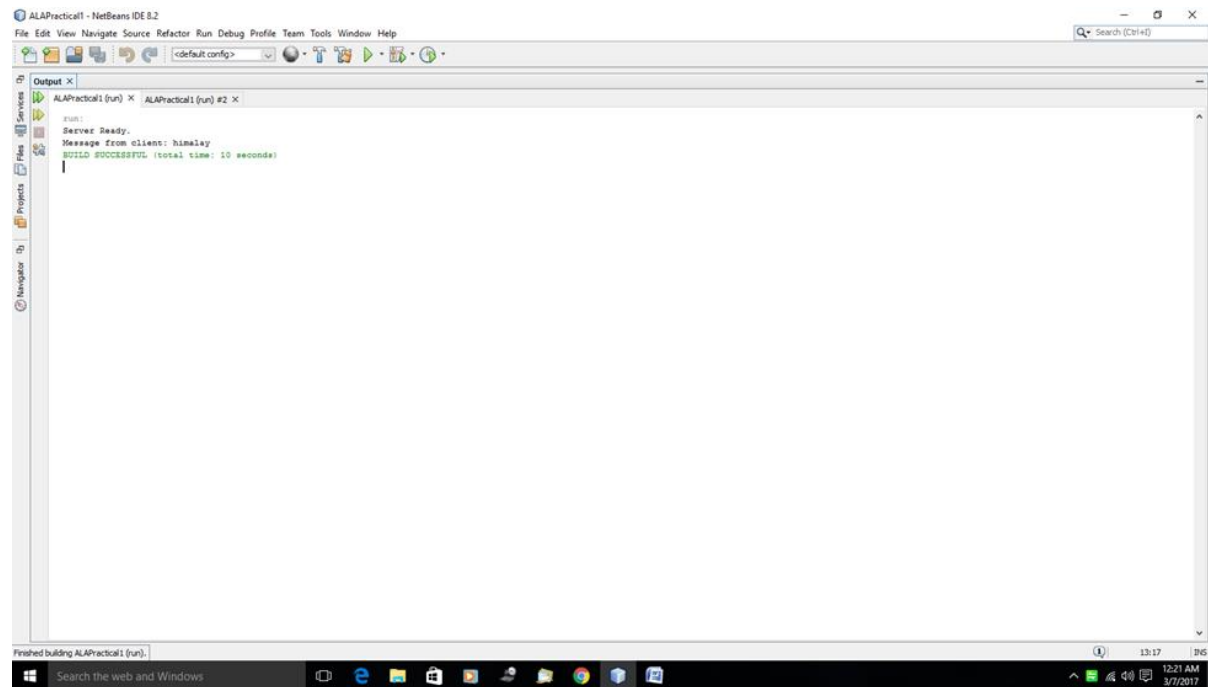 ALAPractical1 - NetBeans IDE 8.2
File Edit View Navigate Source Refactor Run Debug Profile Team Tools Window Help
Search (Ctrl+I)
<default config>
Output
ALAPractical1 (run) ALAPractical1 (run) #2
run:
Server Ready.
Message from client: himalay
BUILD SUCCESSFUL (total time: 10 seconds)
Services
Files
Projects
Navigator
Finished building ALAPractical1 (run).
1 13:17 INS
Search the web and Windows
12:21 AM
3/7/2017